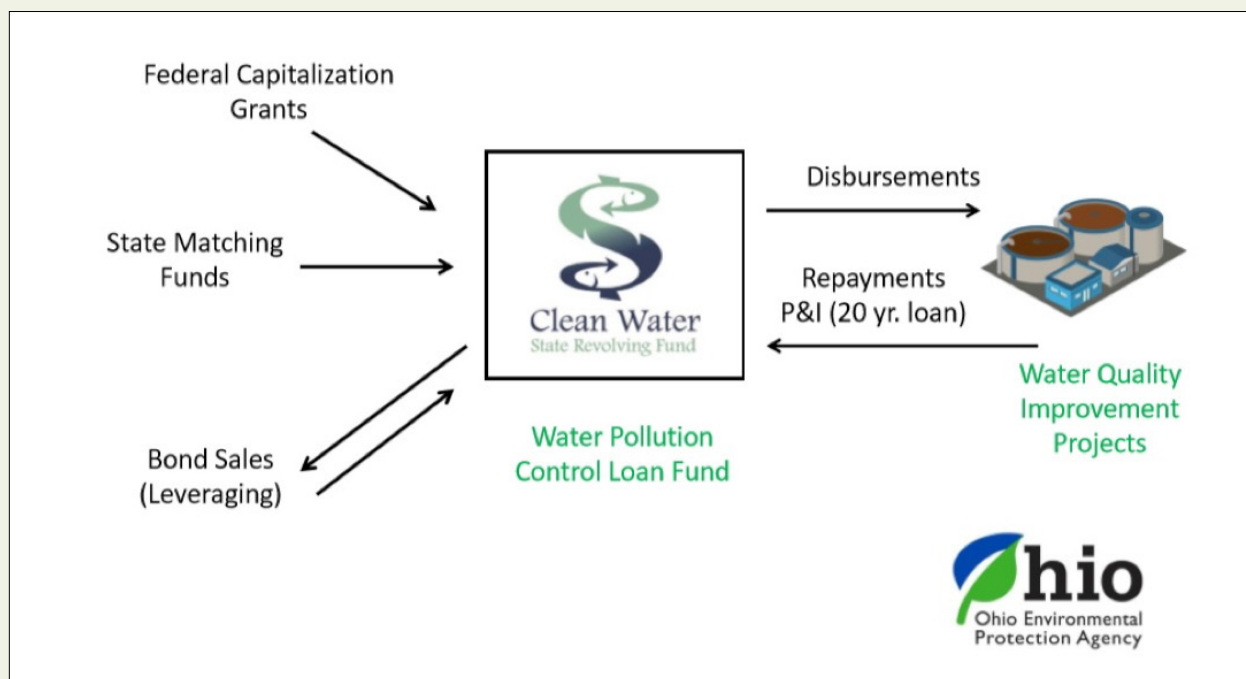 Federal Capitalization
Grants
State Matching
Funds
Bond Sales
(Leveraging)
Clean Water
State Revolving Fund
Water Pollution
Control Loan Fund
Disbursements
Repayments
P&I (20 yr. loan)
Water Quality
Improvement
Projects
Ohio
Ohio Environmental
Protection Agency